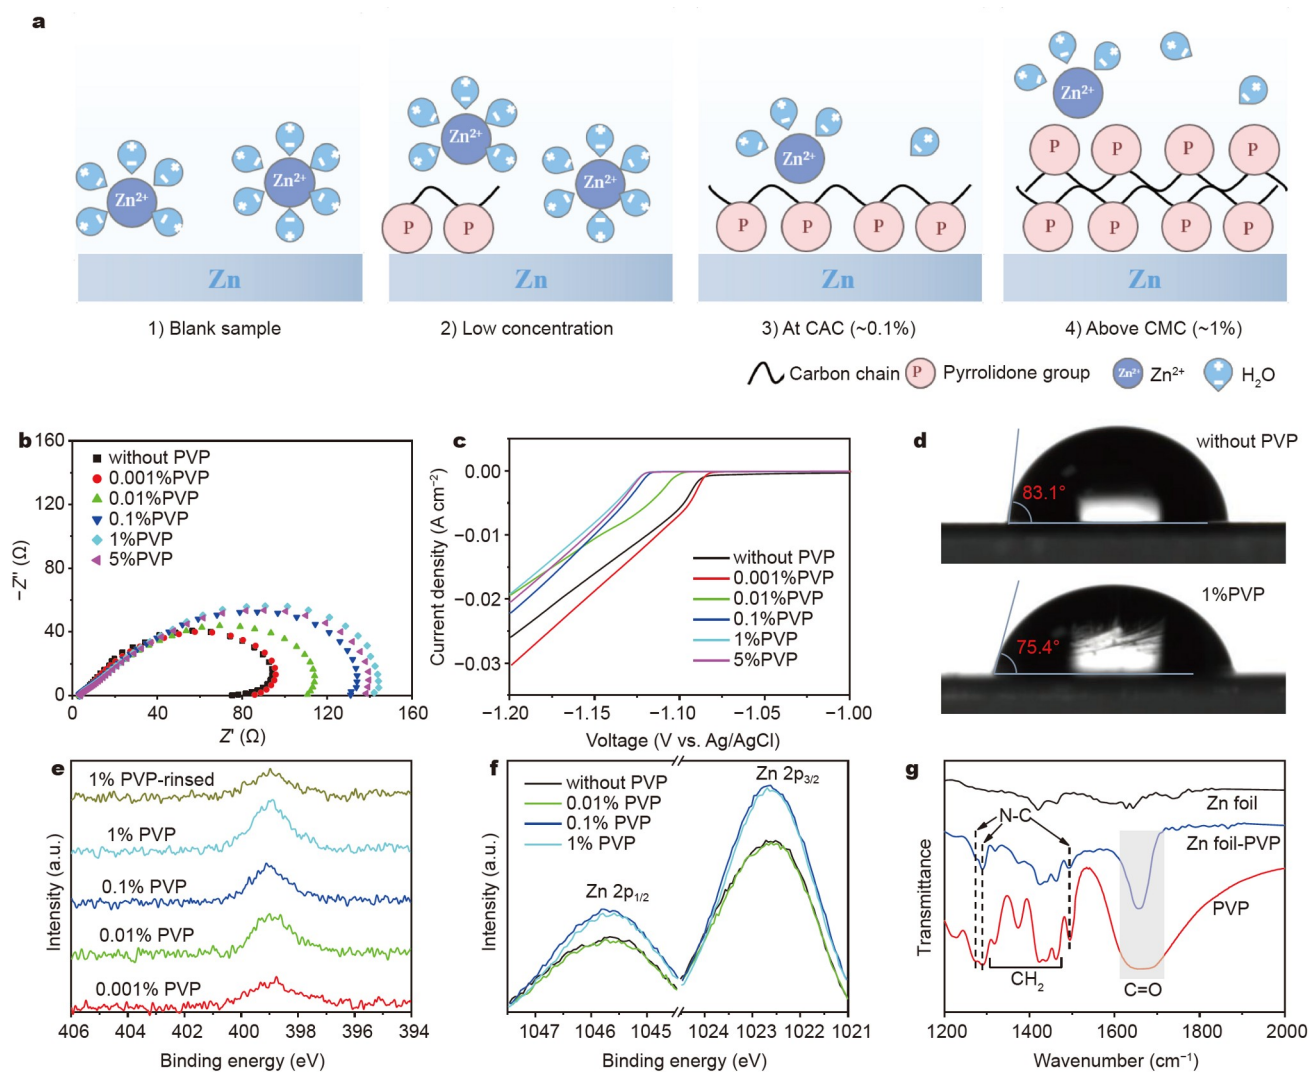 a
Zn²⁺
Zn²⁺
Zn
1) Blank sample
Zn²⁺
Zn²⁺
P
P
Zn
2) Low concentration
Zn²⁺
P
P
P
P
Zn
3) At CAC (~0.1%)
Zn²⁺
P
P
P
P
P
P
P
P
Zn
4) Above CMC (~1%)
Carbon chain
P Pyrrolidone group
Zn²⁺ Zn²⁺
H₂O
b
160
120
80
40
0
−Z″ (Ω)
without PVP
0.001%PVP
0.01%PVP
0.1%PVP
1%PVP
5%PVP
0 40 80 120 160
Z′ (Ω)
c
0.00
−0.01
−0.02
−0.03
Current density (A cm⁻²)
without PVP
0.001%PVP
0.01%PVP
0.1%PVP
1%PVP
5%PVP
−1.20 −1.15 −1.10 −1.05 −1.00
Voltage (V vs. Ag/AgCl)
d
without PVP
83.1°
1%PVP
75.4°
e
1% PVP-rinsed
1% PVP
0.1% PVP
0.01% PVP
0.001% PVP
Intensity (a.u.)
406 404 402 400 398 396 394
Binding energy (eV)
f
without PVP
0.01% PVP
0.1% PVP
1% PVP
Zn 2p₃/₂
Zn 2p₁/₂
Intensity (a.u.)
1047 1046 1045 1024 1023 1022 1021
Binding energy (eV)
g
Zn foil
N-C
Zn foil-PVP
PVP
CH₂
C=O
Transmittance
1200 1400 1600 1800 2000
Wavenumber (cm⁻¹)